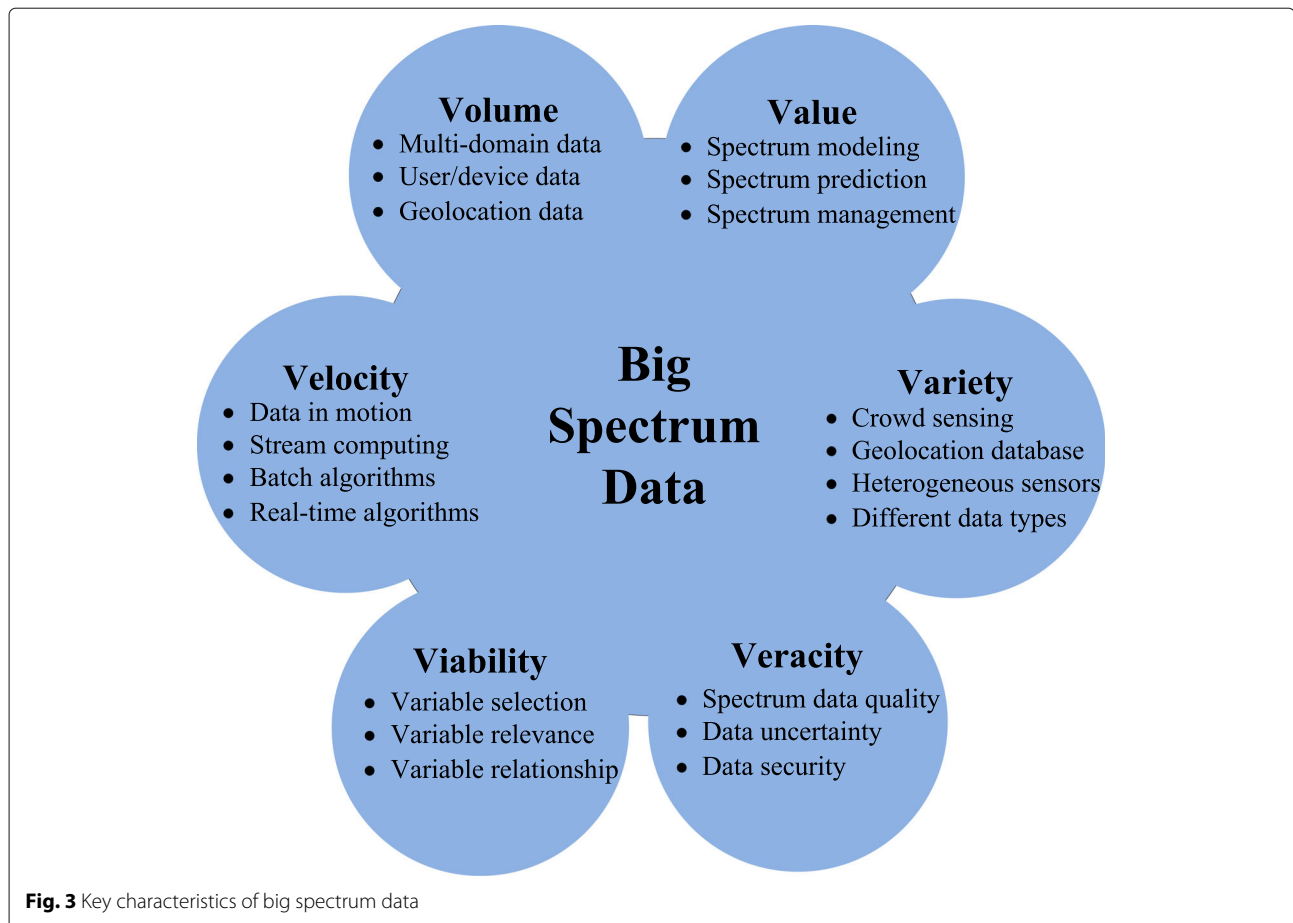 Volume
• Multi-domain data
• User/device data
• Geolocation data
Value
• Spectrum modeling
• Spectrum prediction
• Spectrum management
Velocity
• Data in motion
• Stream computing
• Batch algorithms
• Real-time algorithms
Big
Spectrum
Data
Variety
• Crowd sensing
• Geolocation database
• Heterogeneous sensors
• Different data types
Viability
• Variable selection
• Variable relevance
• Variable relationship
Veracity
• Spectrum data quality
• Data uncertainty
• Data security
Fig. 3 Key characteristics of big spectrum data